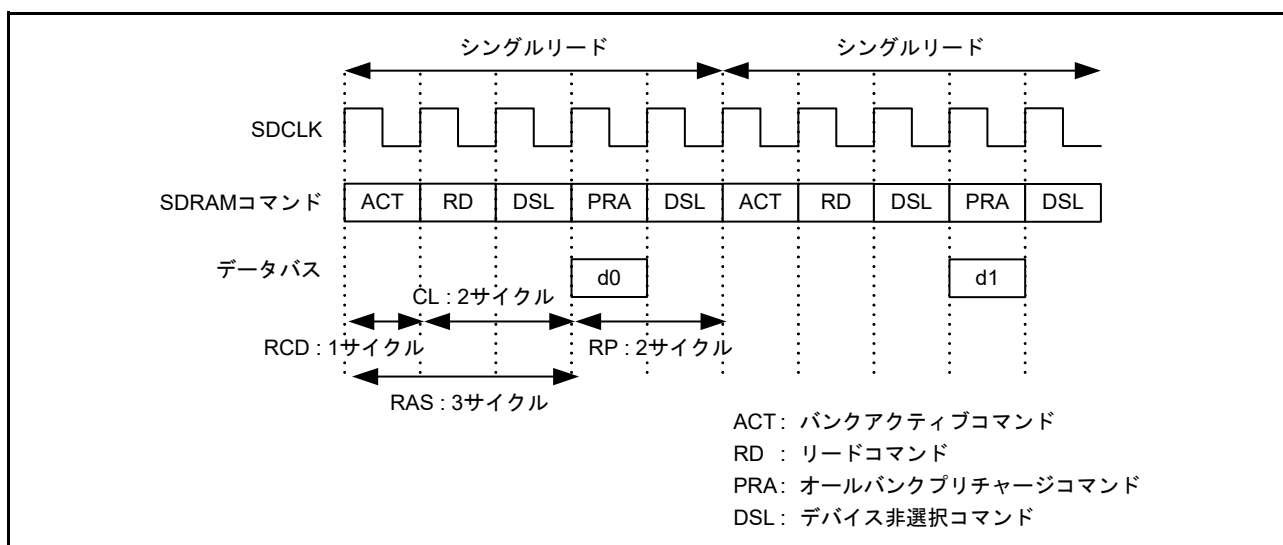 シングルリード シングルリード
SDCLK
SDRAMコマンド ACT RD DSL PRA DSL ACT RD DSL PRA DSL
データバス d0 d1
CL : 2サイクル
RCD : 1サイクル RP : 2サイクル
RAS : 3サイクル
ACT : バンクアクティブコマンド
RD : リードコマンド
PRA : オールバンクプリチャージコマンド
DSL : デバイス非選択コマンド